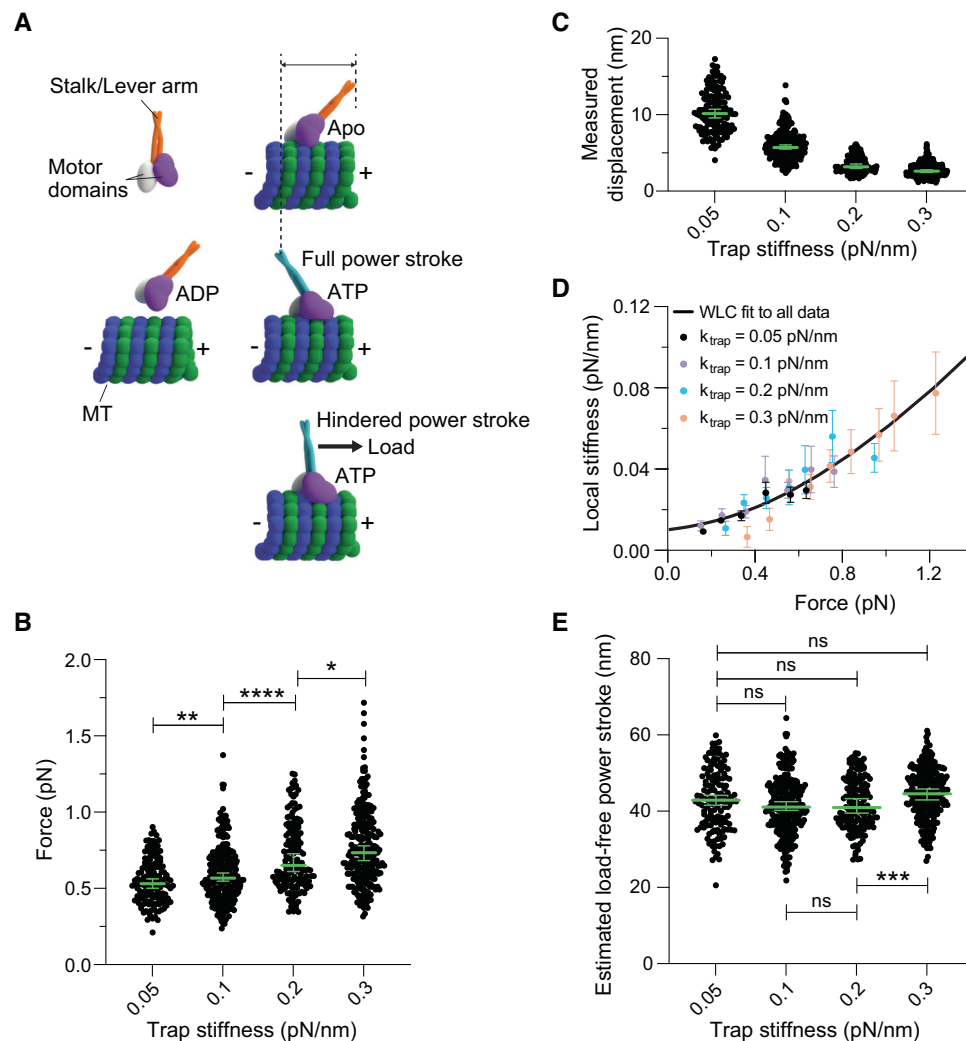 A
Stalk/Lever arm
Motor
domains
Apo
-
+
ADP
-
+
MT
Full power stroke
ATP
-
+
Hindered power stroke
Load
ATP
-
+
B
Force (pN)
2.0
1.5
1.0
0.5
0.0
**
****
*
0.05
0.1
0.2
0.3
Trap stiffness (pN/nm)
C
Measured
displacement (nm)
20
10
0
0.05
0.1
0.2
0.3
Trap stiffness (pN/nm)
D
Local stiffness (pN/nm)
0.12
0.08
0.04
0.00
WLC fit to all data
ktrap = 0.05 pN/nm
ktrap = 0.1 pN/nm
ktrap = 0.2 pN/nm
ktrap = 0.3 pN/nm
0.0
0.4
0.8
1.2
Force (pN)
E
Estimated load-free power stroke (nm)
80
60
40
20
0
ns
ns
ns
***
ns
0.05
0.1
0.2
0.3
Trap stiffness (pN/nm)